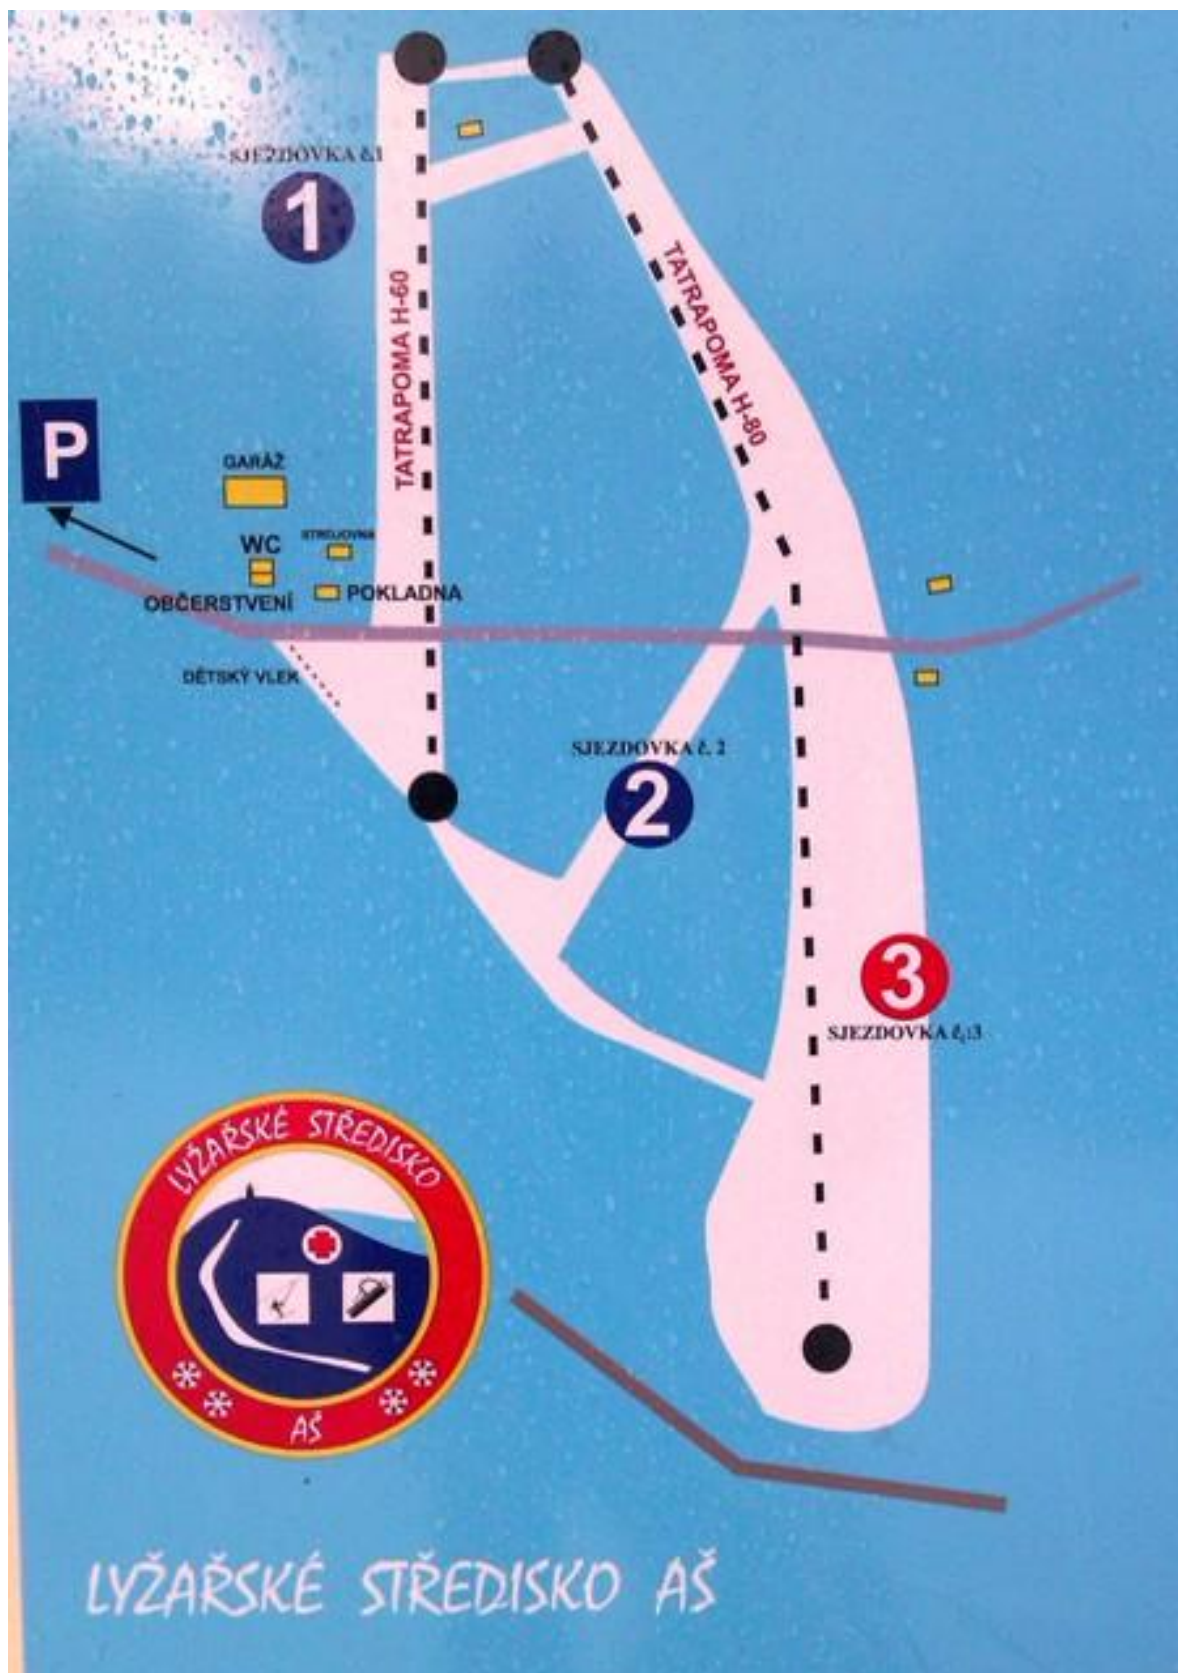 SJEZDOVKA č.1
1
TATRAPOMA H-60
TATRAPOMA H-80
P
GARÁŽ
STROJOVNA
WC
OBČERSTVENÍ
POKLADNA
DĚTSKÝ VLEK
SJEZDOVKA č. 2
2
3
SJEZDOVKA č.:3
LYŽAŘSKÉ STŘEDISKO
AŠ
LYŽAŘSKÉ STŘEDISKO AŠ